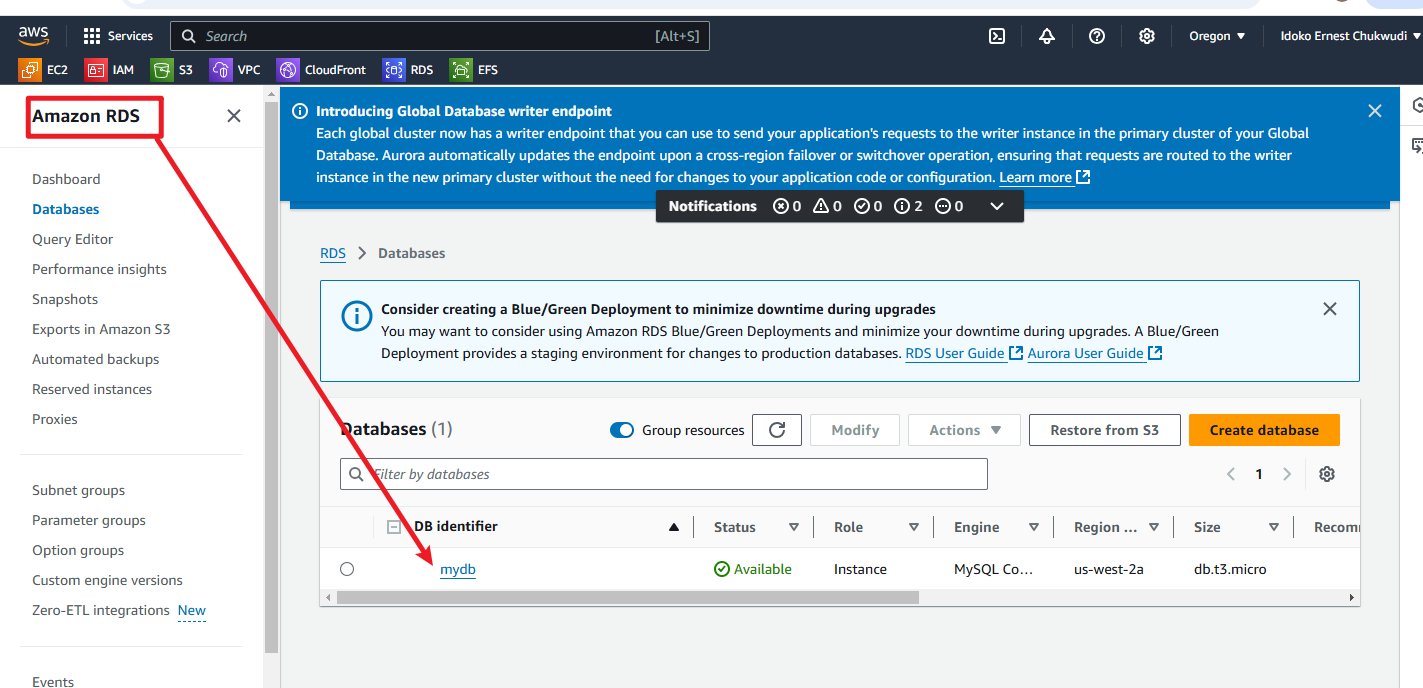 aws
Services
Search
[Alt+S]
Oregon
Idoko Ernest Chukwudi
EC2
IAM
S3
VPC
CloudFront
RDS
EFS
Amazon RDS
Dashboard
Databases
Query Editor
Performance insights
Snapshots
Exports in Amazon S3
Automated backups
Reserved instances
Proxies
Subnet groups
Parameter groups
Option groups
Custom engine versions
Zero-ETL integrations New
Events
Introducing Global Database writer endpoint
Each global cluster now has a writer endpoint that you can use to send your application's requests to the writer instance in the primary cluster of your Global
Database. Aurora automatically updates the endpoint upon a cross-region failover or switchover operation, ensuring that requests are routed to the writer
instance in the new primary cluster without the need for changes to your application code or configuration. Learn more
Notifications 0 0 0 2 0
RDS > Databases
Consider creating a Blue/Green Deployment to minimize downtime during upgrades
You may want to consider using Amazon RDS Blue/Green Deployments and minimize your downtime during upgrades. A Blue/Green
Deployment provides a staging environment for changes to production databases. RDS User Guide Aurora User Guide
Databases (1)
Group resources
Modify
Actions
Restore from S3
Create database
Filter by databases
1
DB identifier
Status
Role
Engine
Region ...
Size
Recom
mydb
Available
Instance
MySQL Co...
us-west-2a
db.t3.micro